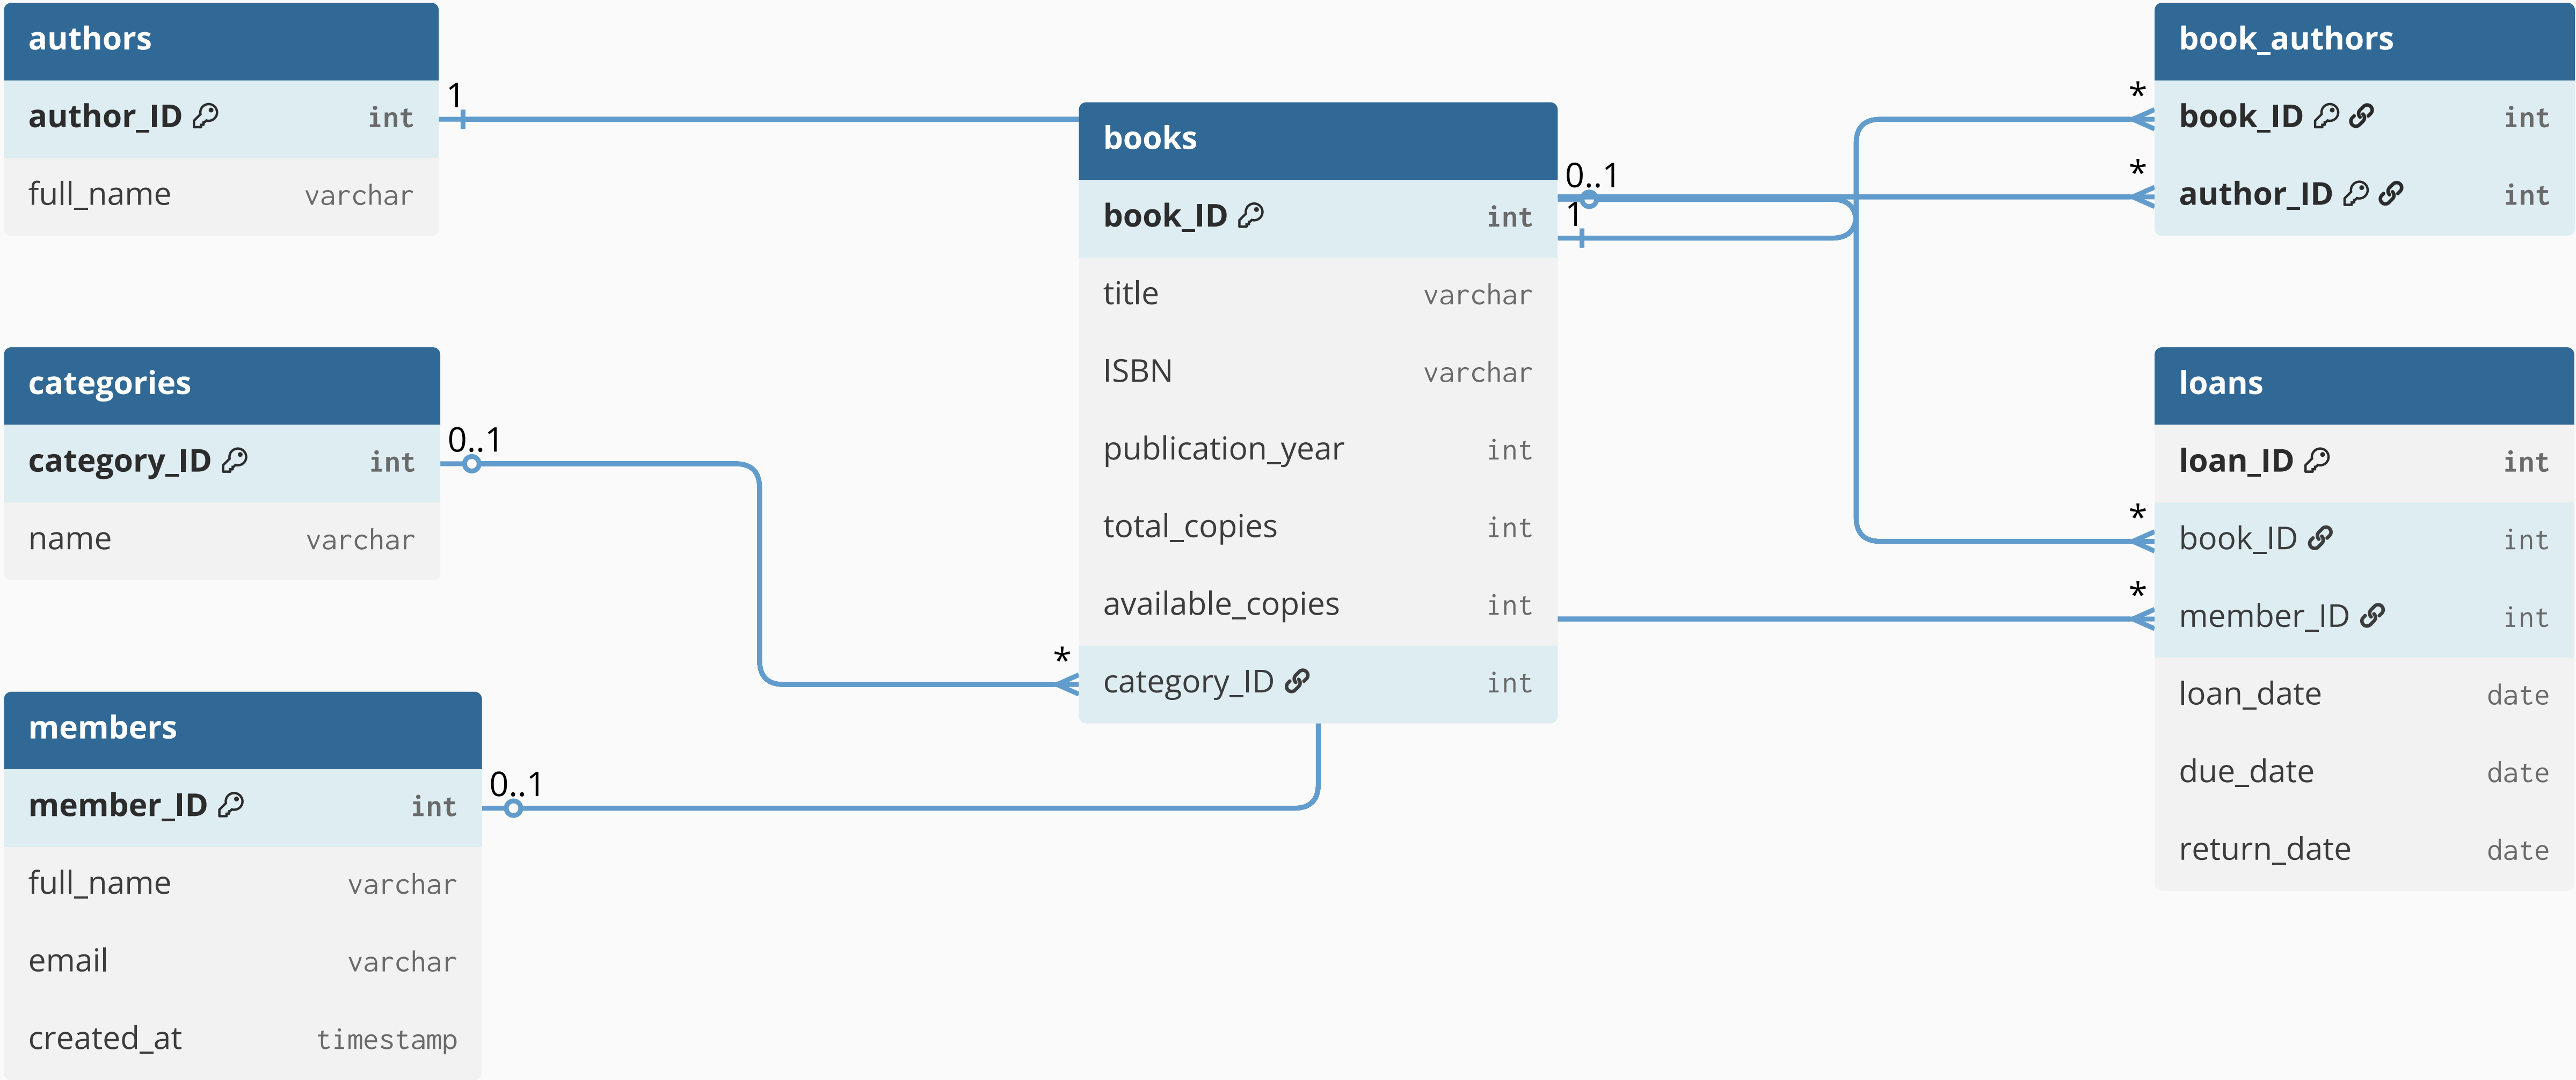 authors
author_ID int
full_name varchar
1
categories
category_ID int
name varchar
0..1
members
member_ID int
full_name varchar
email varchar
created_at timestamp
0..1
books
book_ID int
title varchar
ISBN varchar
publication_year int
total_copies int
available_copies int
category_ID int
*
0..1
1
book_authors
book_ID int
author_ID int
*
*
loans
loan_ID int
book_ID int
member_ID int
loan_date date
due_date date
return_date date
*
*